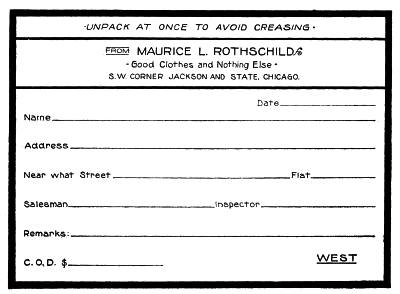 ·UNPACK AT ONCE TO AVOID CREASING·
FROM MAURICE L. ROTHSCHILD
-Good Clothes and Nothing Else-
S.W. CORNER JACKSON AND STATE, CHICAGO.
Date
Name
Address
Near what Street Flat
Salesman Inspector
Remarks:
C.O.D. $
WEST